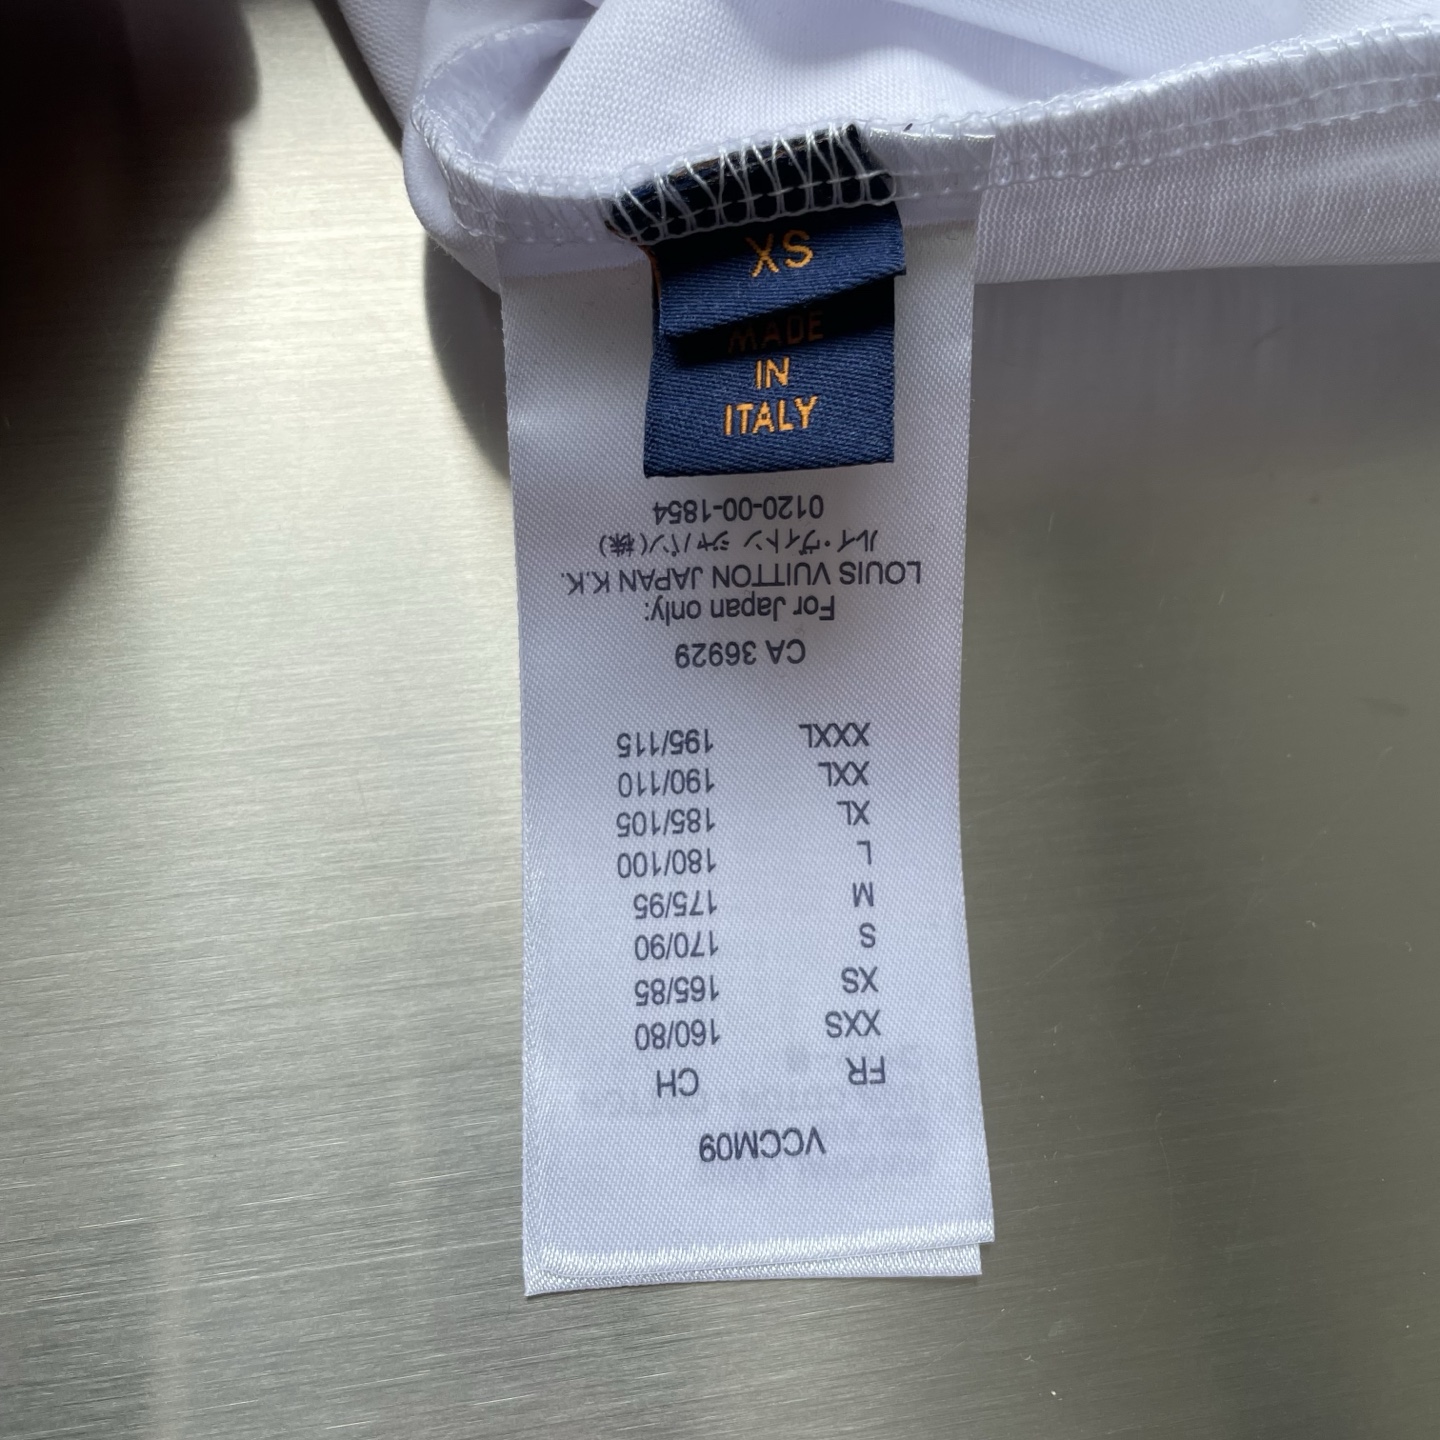 XS
MADE
IN
ITALY
VCCM09
FR CH
XXS 160/80
XS 165/85
S 170/90
M 175/95
L 180/100
XL 185/105
XXL 190/110
XXXL 195/115
CA 36929
For Japan only:
LOUIS VUITTON JAPAN K.K.
ルイ・ヴィトン ジャパン(株)
0120-00-1854